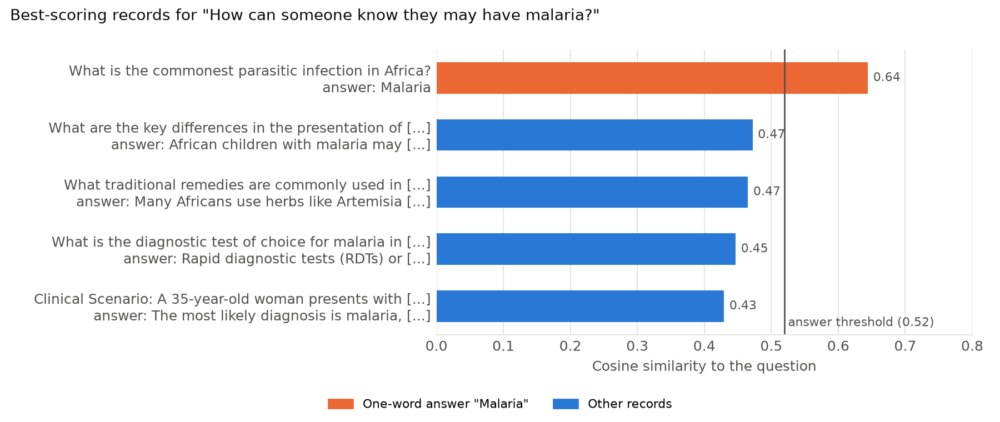 Best-scoring records for "How can someone know they may have malaria?"
What is the commonest parasitic infection in Africa?
answer: Malaria
0.64
What are the key differences in the presentation of [...]
answer: African children with malaria may [...]
0.47
What traditional remedies are commonly used in [...]
answer: Many Africans use herbs like Artemisia [...]
0.47
What is the diagnostic test of choice for malaria in [...]
answer: Rapid diagnostic tests (RDTs) or [...]
0.45
Clinical Scenario: A 35-year-old woman presents with [...]
answer: The most likely diagnosis is malaria, [...]
0.43
answer threshold (0.52)
0.0 0.1 0.2 0.3 0.4 0.5 0.6 0.7 0.8
Cosine similarity to the question
One-word answer "Malaria" Other records